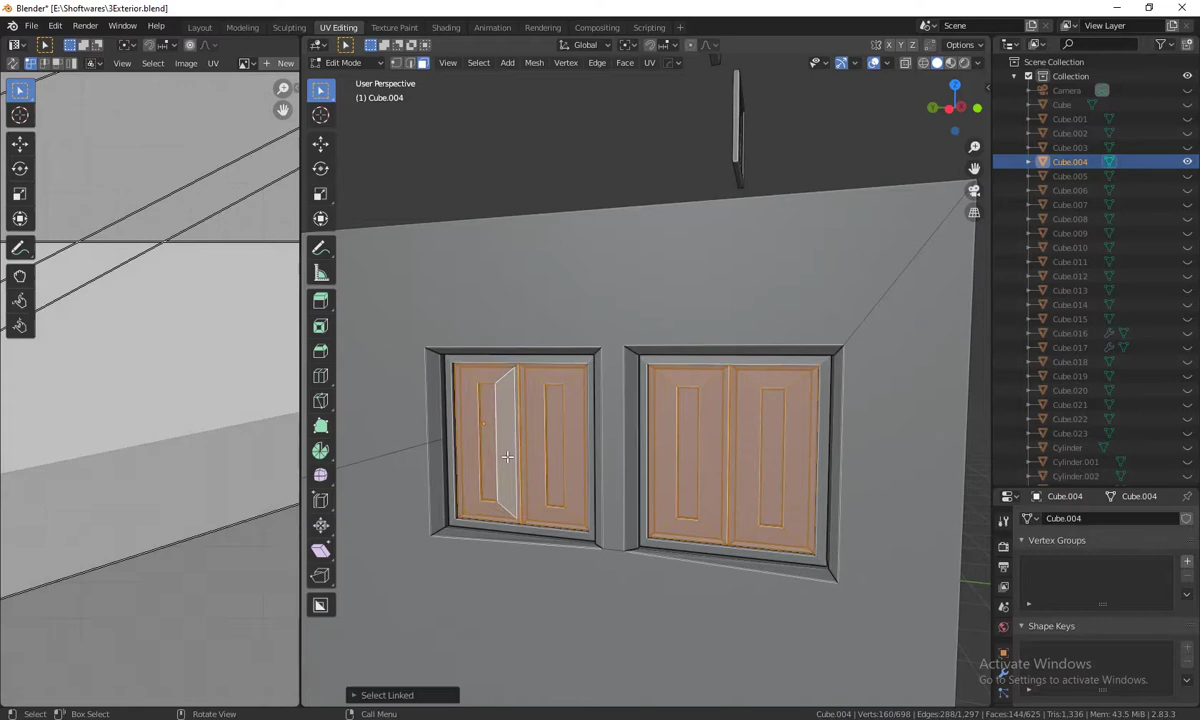 Blender* [E:\Shoftwares\3Exterior.blend]
File Edit Render Window Help
Layout Modeling Sculpting UV Editing Texture Paint Shading Animation Rendering Compositing Scripting
Scene
View Layer
View Select Image UV
New
Global
Options
Edit Mode
View Select Add Mesh Vertex Edge Face UV
X Y Z
User Perspective
(1) Cube.004
Z
Y
X
Scene Collection
Collection
Camera
Cube
Cube.001
Cube.002
Cube.003
Cube.004
Cube.005
Cube.006
Cube.007
Cube.008
Cube.009
Cube.010
Cube.011
Cube.012
Cube.013
Cube.014
Cube.015
Cube.016
Cube.017
Cube.018
Cube.019
Cube.020
Cube.021
Cube.022
Cube.023
Cylinder
Cylinder.001
Cylinder.002
Cube.004
Cube.004
Cube.004
Vertex Groups
Shape Keys
Activate Windows
Go to Settings to activate Windows.
Select Linked
Select
Box Select
Rotate View
Call Menu
Cube.004 | Verts:160/698 | Edges:288/1,297 | Faces:144/625 | Tris:1,336 | Mem: 43.5 MiB | 2.83.3